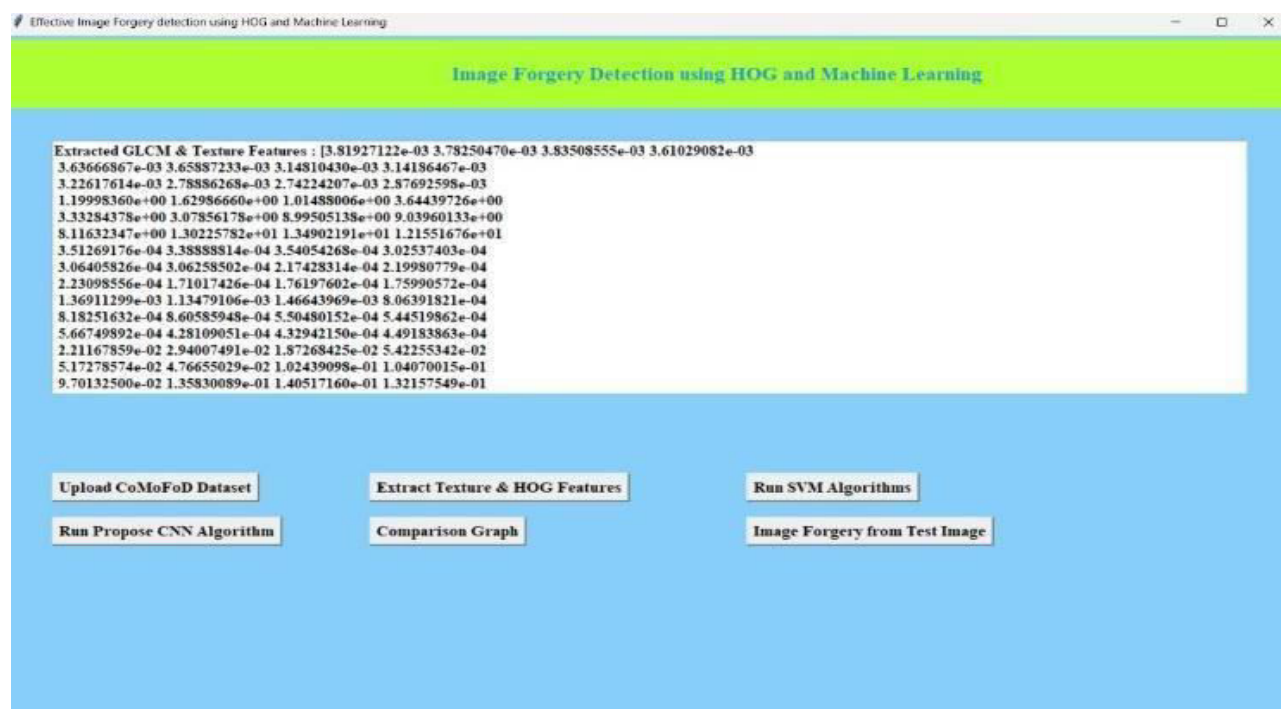 Effective Image Forgery detection using HOG and Machine Learning
Image Forgery Detection using HOG and Machine Learning
Extracted GLCM & Texture Features : [3.81927122e-03 3.78250470e-03 3.83508555e-03 3.61029082e-03
3.63666867e-03 3.65887233e-03 3.14810430e-03 3.14186467e-03
3.22617614e-03 2.78886268e-03 2.74224207e-03 2.87692598e-03
1.19998360e+00 1.62986660e+00 1.01488006e+00 3.64439726e+00
3.33284378e+00 3.07856178e+00 8.99505138e+00 9.03960133e+00
8.11632347e+00 1.30225782e+01 1.34902191e+01 1.21551676e+01
3.51269176e-04 3.38888814e-04 3.54054268e-04 3.02537403e-04
3.06405826e-04 3.06258502e-04 2.17428314e-04 2.19980779e-04
2.23098556e-04 1.71017426e-04 1.76197602e-04 1.75990572e-04
1.36911299e-03 1.13479106e-03 1.46643969e-03 8.06391821e-04
8.18251632e-04 8.60585948e-04 5.50480152e-04 5.44519862e-04
5.66749892e-04 4.28109051e-04 4.32942150e-04 4.49183863e-04
2.21167859e-02 2.94007491e-02 1.87268425e-02 5.42255342e-02
5.17278574e-02 4.76655029e-02 1.02439098e-01 1.04070015e-01
9.70132500e-02 1.35830089e-01 1.40517160e-01 1.32157549e-01
Upload CoMoFoD Dataset
Extract Texture & HOG Features
Run SVM Algorithms
Run Propose CNN Algorithm
Comparison Graph
Image Forgery from Test Image